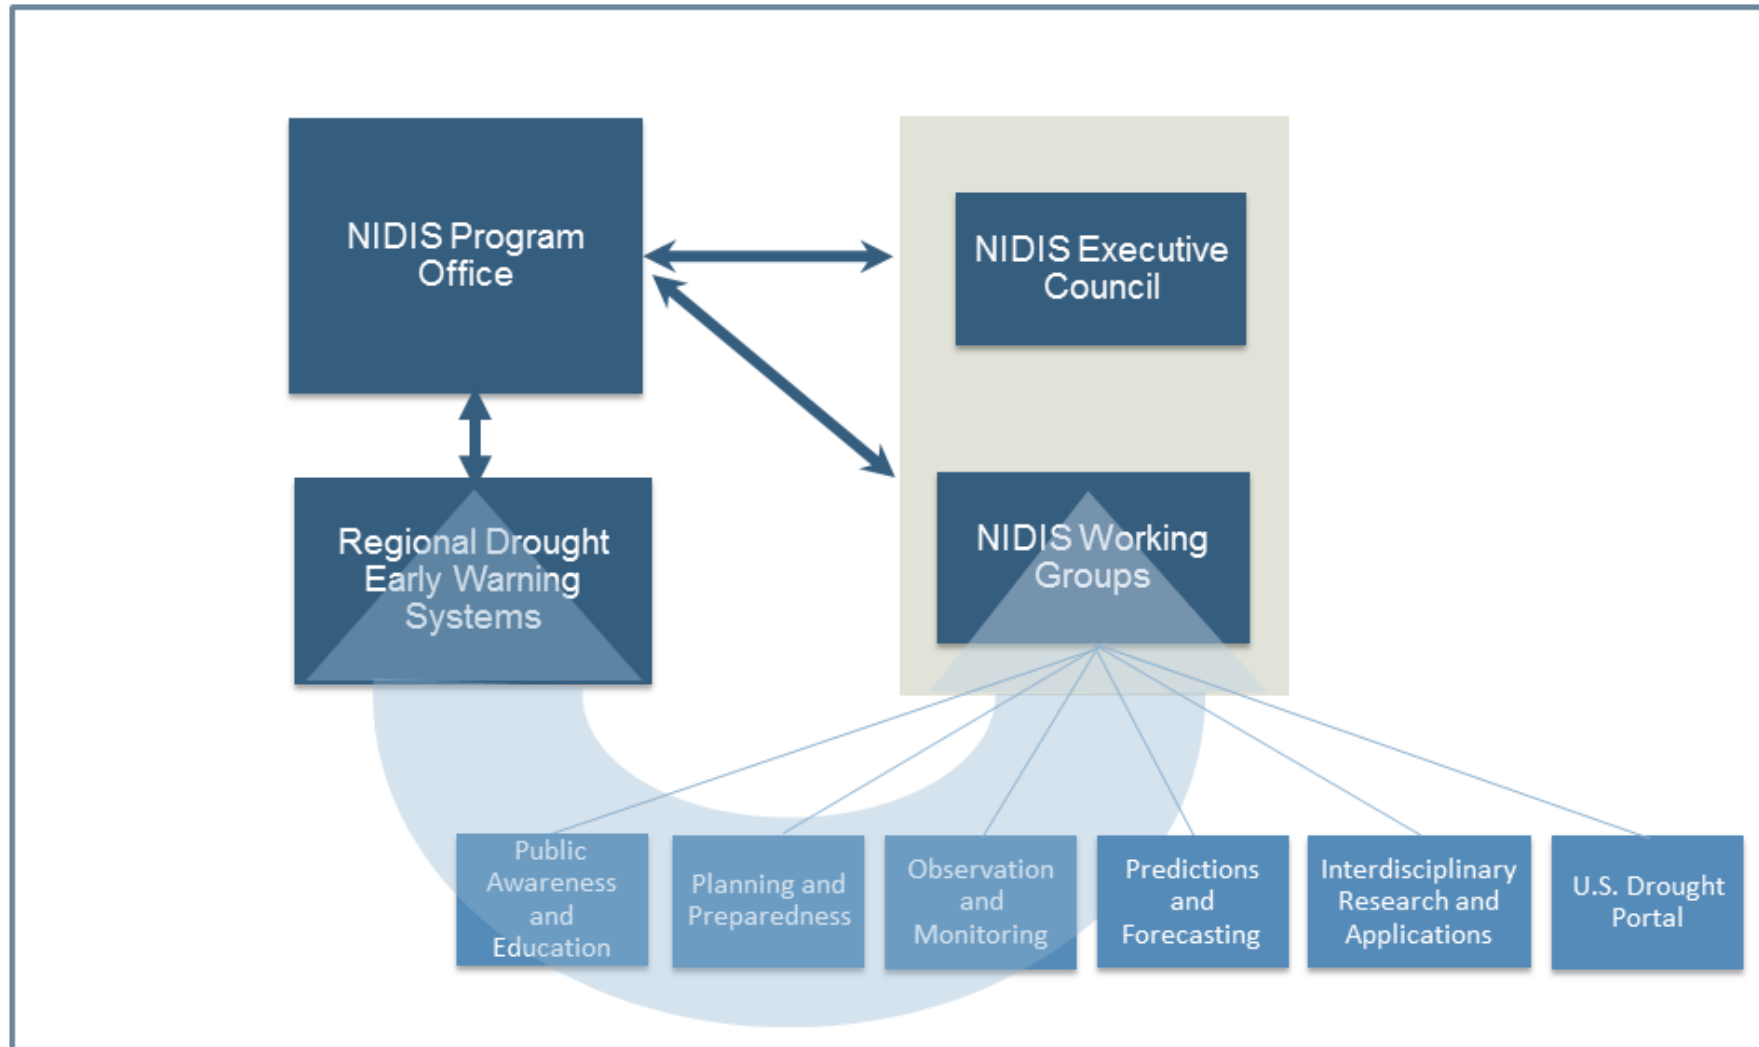 NIDIS Program
Office
NIDIS Executive
Council
Regional Drought
Early Warning
Systems
NIDIS Working
Groups
Public
Awareness
and
Education
Planning and
Preparedness
Observation
and
Monitoring
Predictions
and
Forecasting
Interdisciplinary
Research and
Applications
U.S. Drought
Portal